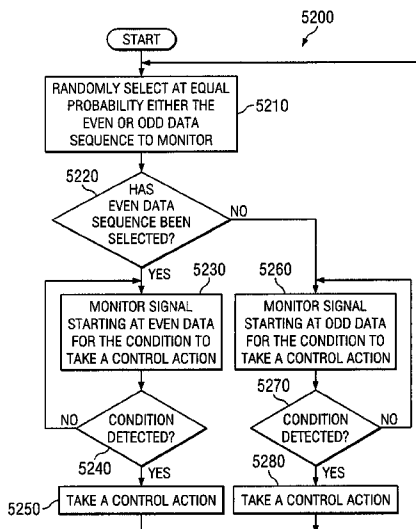 START
5200
RANDOMLY SELECT AT EQUAL
PROBABILITY EITHER THE
EVEN OR ODD DATA
SEQUENCE TO MONITOR
5210
5220
HAS
EVEN DATA
SEQUENCE BEEN
SELECTED?
NO
YES
5230
MONITOR SIGNAL
STARTING AT EVEN DATA
FOR THE CONDITION TO
TAKE A CONTROL ACTION
5260
MONITOR SIGNAL
STARTING AT ODD DATA
FOR THE CONDITION TO
TAKE A CONTROL ACTION
NO
CONDITION
DETECTED?
5240
YES
5270
CONDITION
DETECTED?
NO
YES
5250
TAKE A CONTROL ACTION
5280
TAKE A CONTROL ACTION